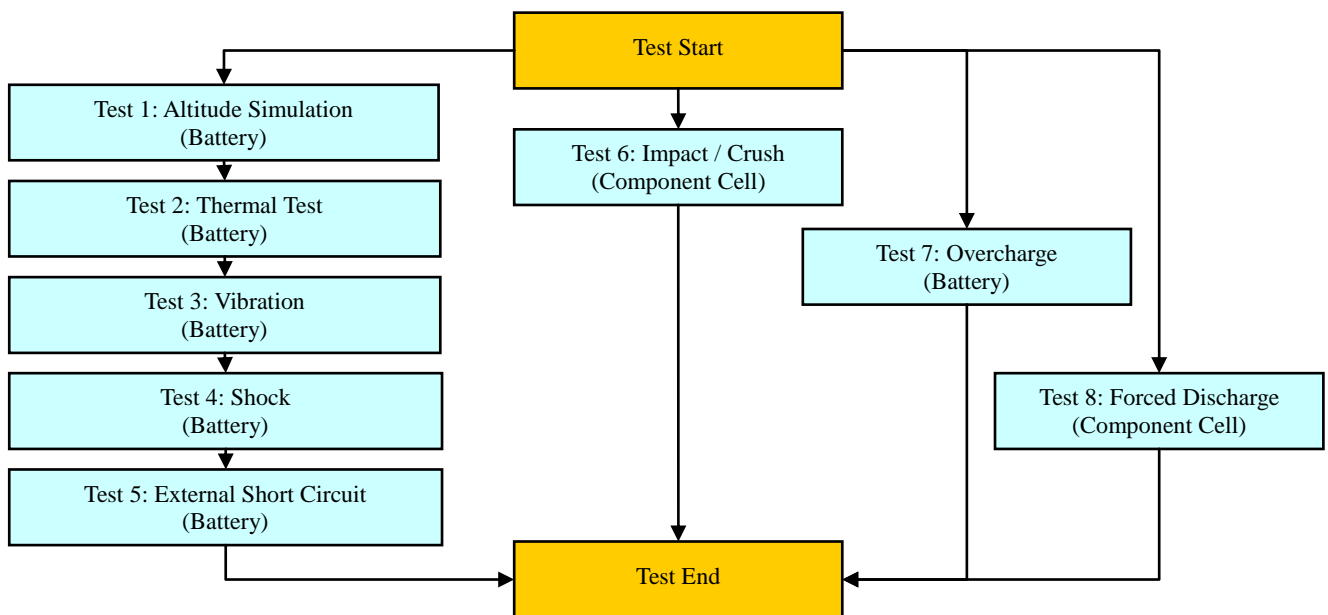 Test Start
Test 1: Altitude Simulation
(Battery)
Test 2: Thermal Test
(Battery)
Test 3: Vibration
(Battery)
Test 4: Shock
(Battery)
Test 5: External Short Circuit
(Battery)
Test 6: Impact / Crush
(Component Cell)
Test 7: Overcharge
(Battery)
Test 8: Forced Discharge
(Component Cell)
Test End